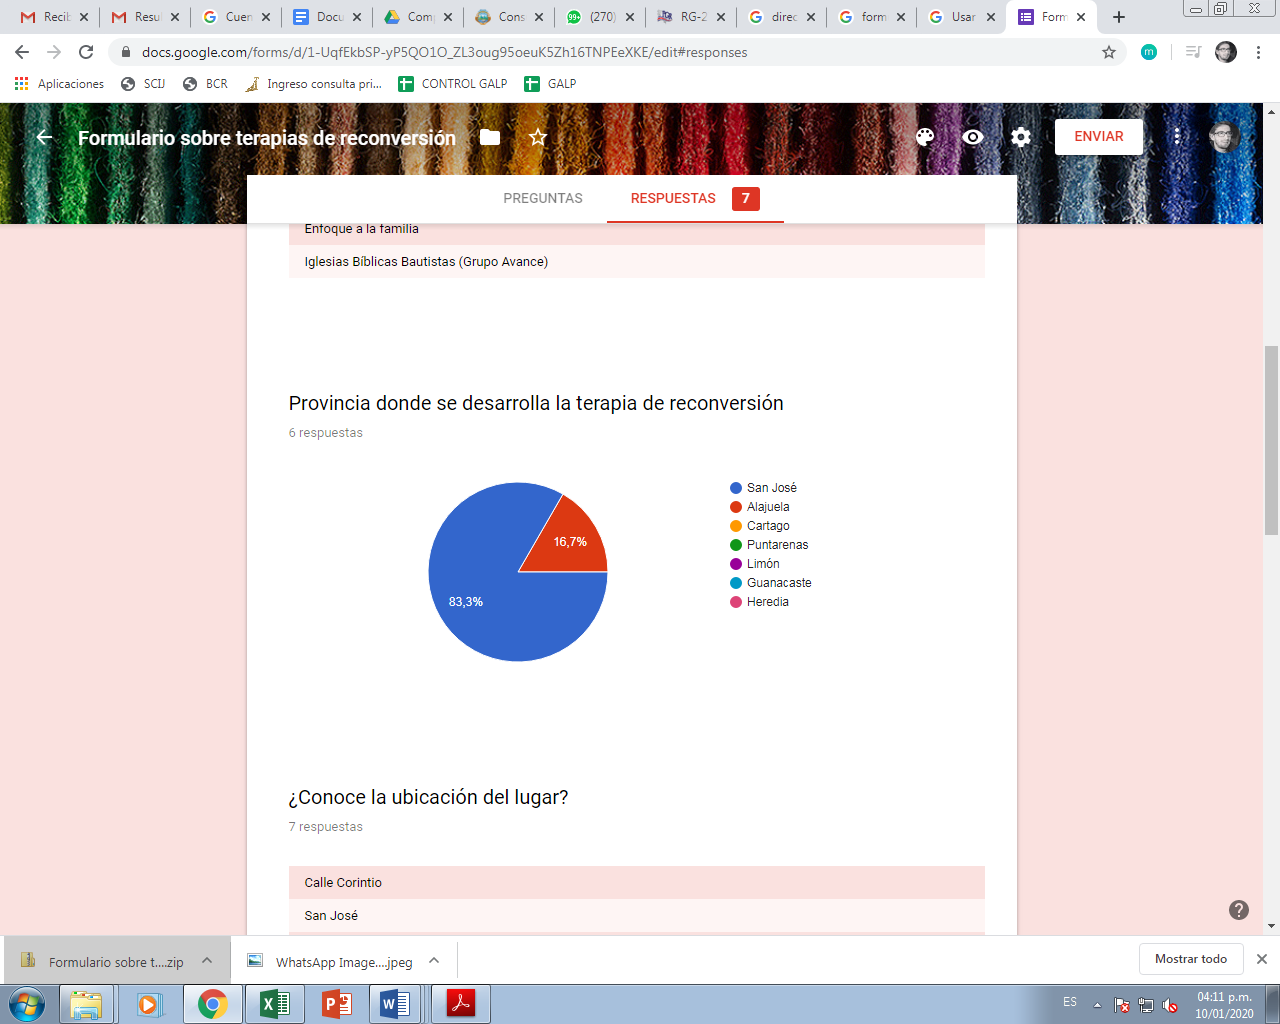 Recib
Resul
Cuen
Docu
Comp
Cons
(270)
RG-2
direc
form
Usar
Form
docs.google.com/forms/d/1-UqfEkbSP-yP5QO1O_ZL3oug95oeuK5Zh16TNPEeXKE/edit#responses
Aplicaciones
SCIJ
BCR
Ingreso consulta pri...
CONTROL GALP
GALP
Formulario sobre terapias de reconversión
ENVIAR
PREGUNTAS
RESPUESTAS 7
Enfoque a la familia
Iglesias Bíblicas Bautistas (Grupo Avance)
Provincia donde se desarrolla la terapia de reconversión
6 respuestas
San José
Alajuela
Cartago
Puntarenas
Limón
Guanacaste
Heredia
16,7%
83,3%
¿Conoce la ubicación del lugar?
7 respuestas
Calle Corintio
San José
Formulario sobre t....zip
WhatsApp Image....jpeg
Mostrar todo
ES
04:11 p.m.
10/01/2020